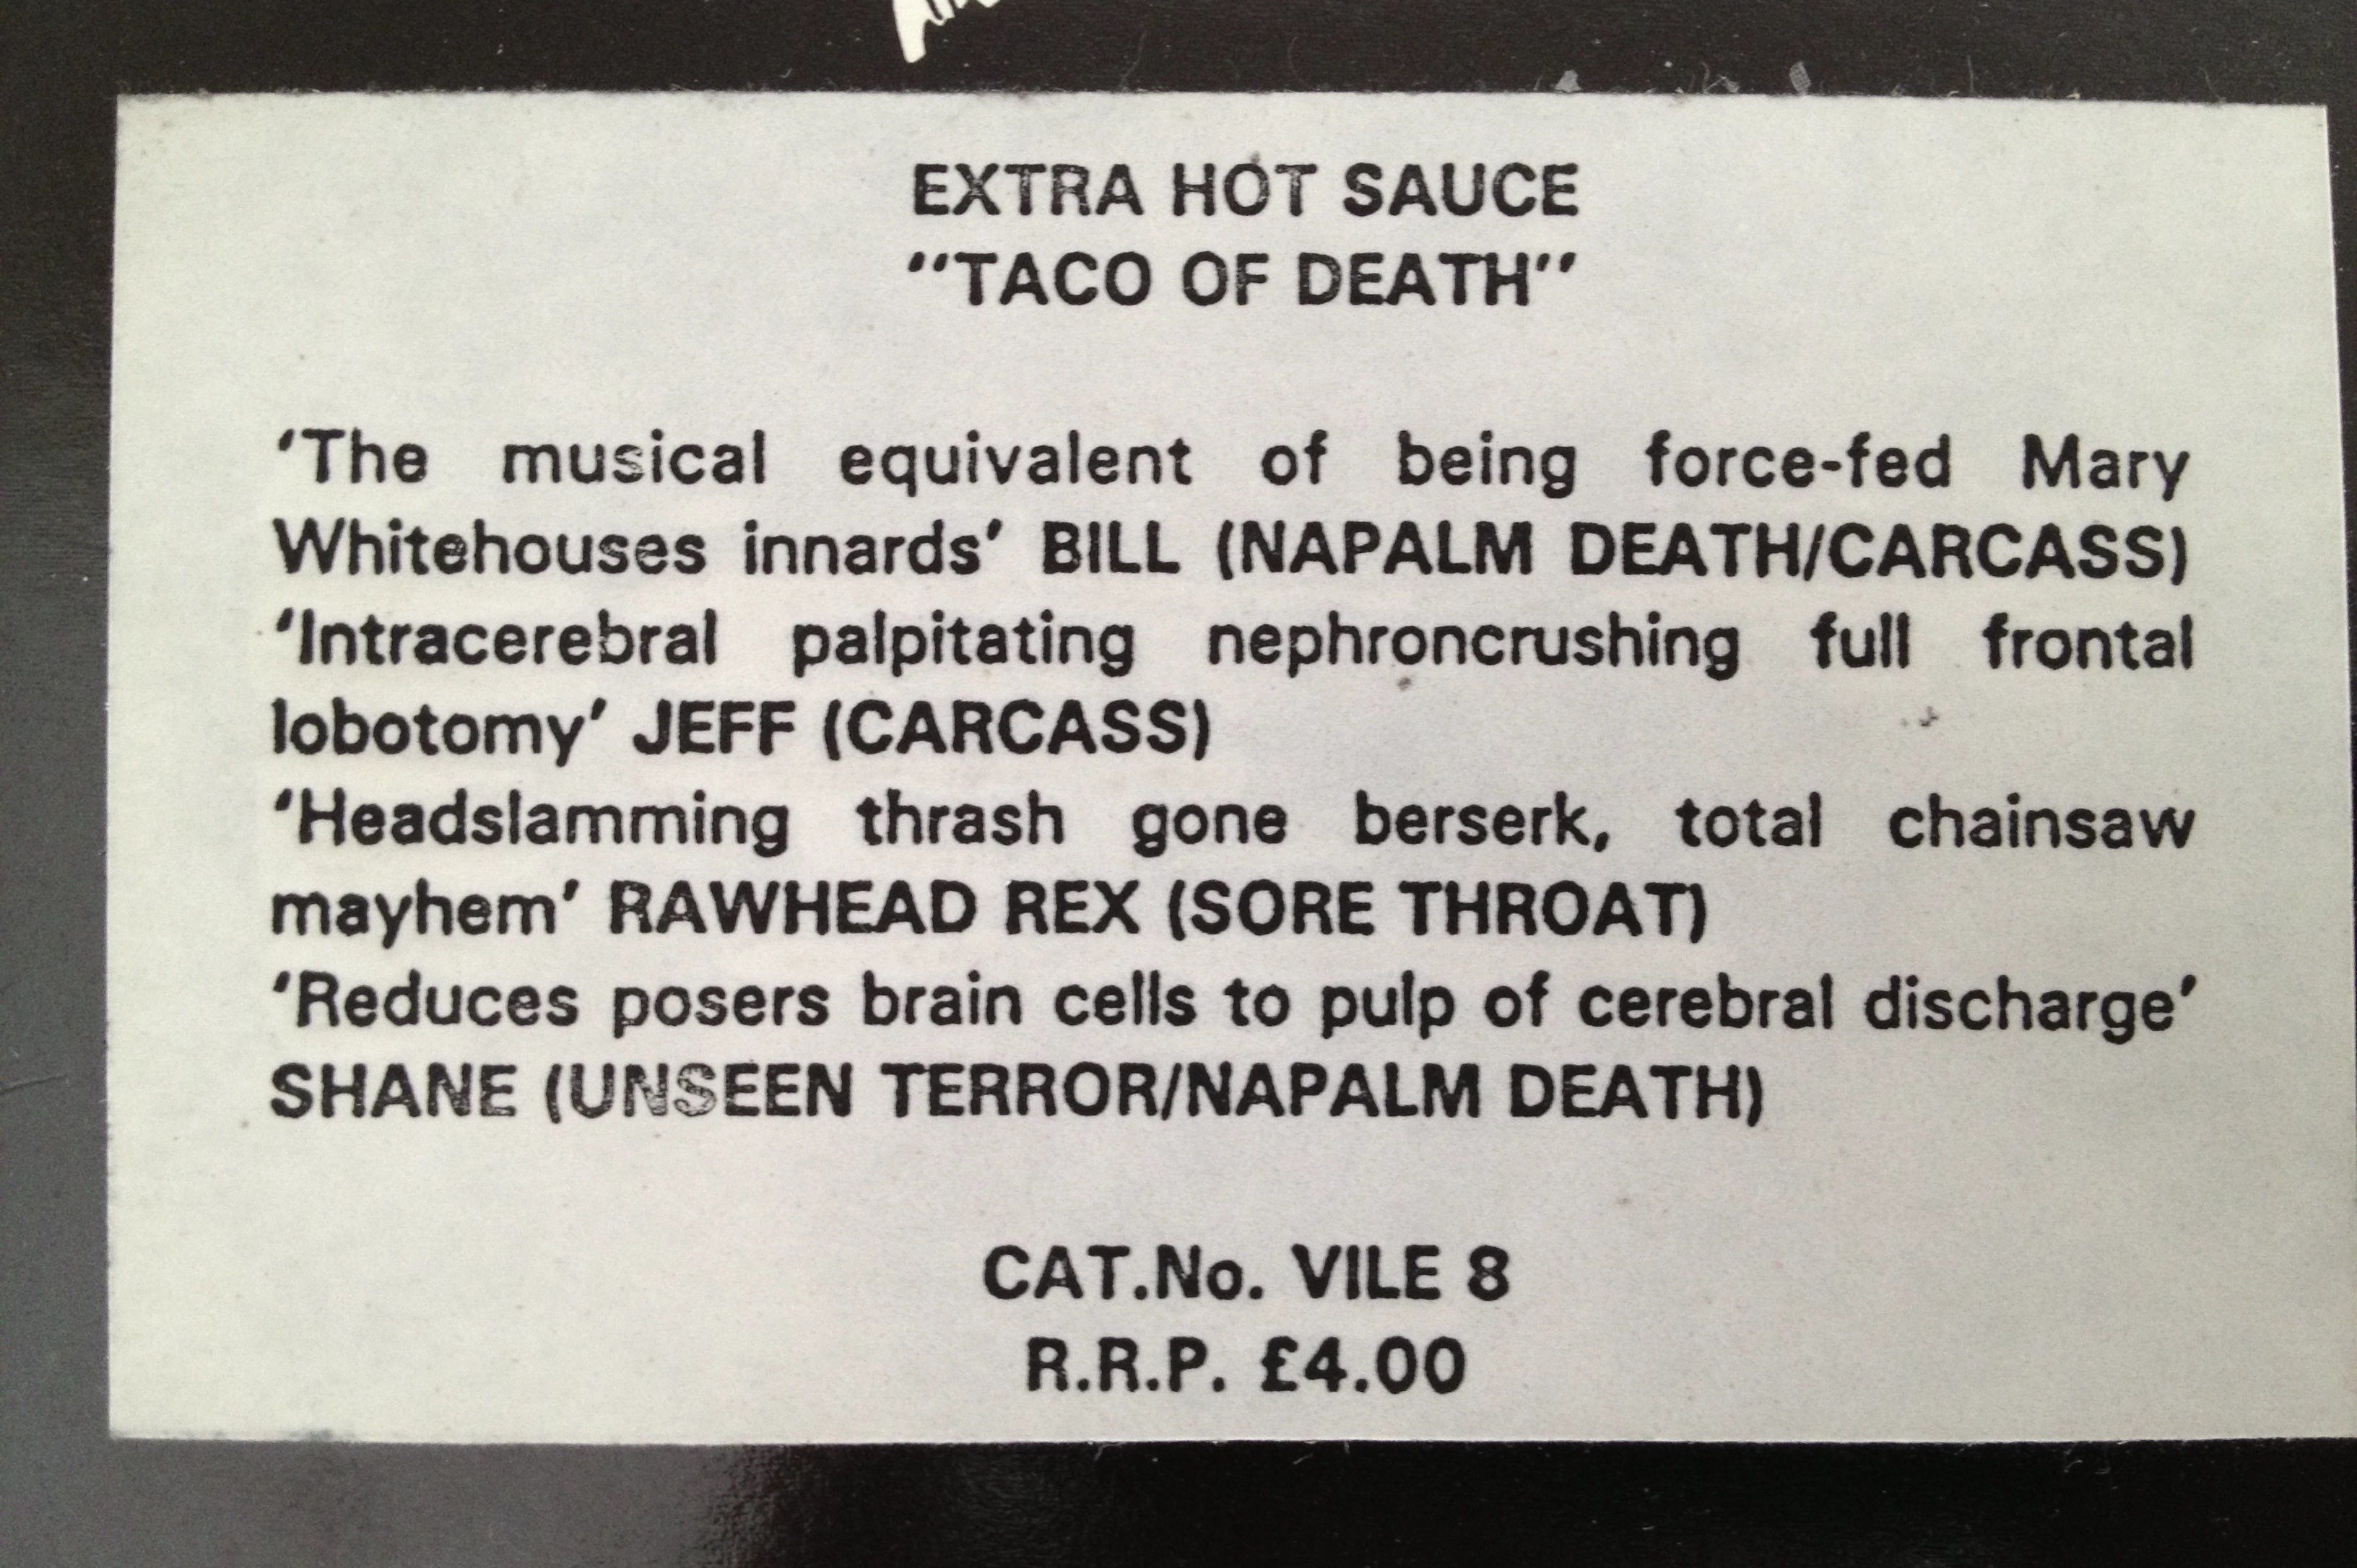 EXTRA HOT SAUCE
“TACO OF DEATH”
‘The musical equivalent of being force-fed Mary
Whitehouses innards’ BILL (NAPALM DEATH/CARCASS)
‘Intracerebral palpitating nephroncrushing full frontal
lobotomy’ JEFF (CARCASS)
‘Headslamming thrash gone berserk, total chainsaw
mayhem’ RAWHEAD REX (SORE THROAT)
‘Reduces posers brain cells to pulp of cerebral discharge’
SHANE (UNSEEN TERROR/NAPALM DEATH)
CAT.No. VILE 8
R.R.P. £4.00